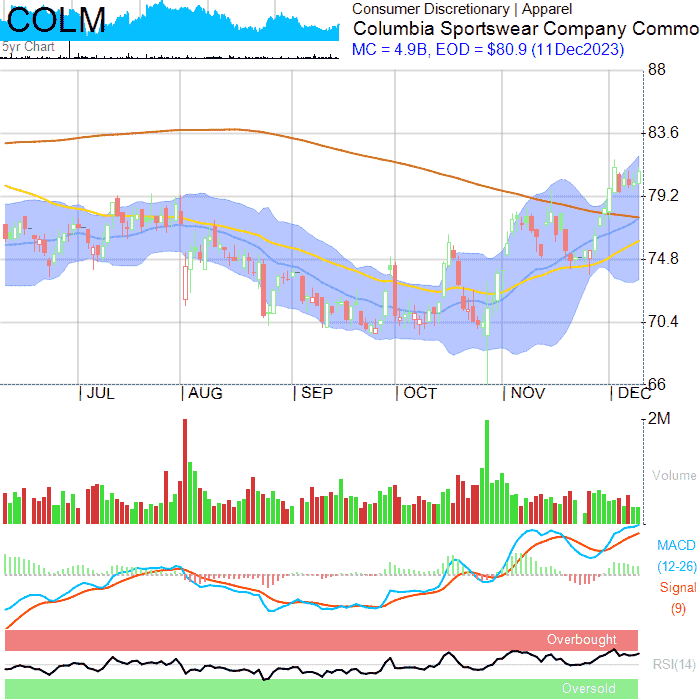 COLM
5yr Chart
Consumer Discretionary | Apparel
Columbia Sportswear Company Commo
MC = 4.9B, EOD = $80.9 (11Dec2023)
88
83.6
79.2
74.8
70.4
66
JUL AUG SEP OCT NOV DEC
2M
Volume
MACD
(12-26)
Signal
(9)
Overbought
RSI(14)
Oversold